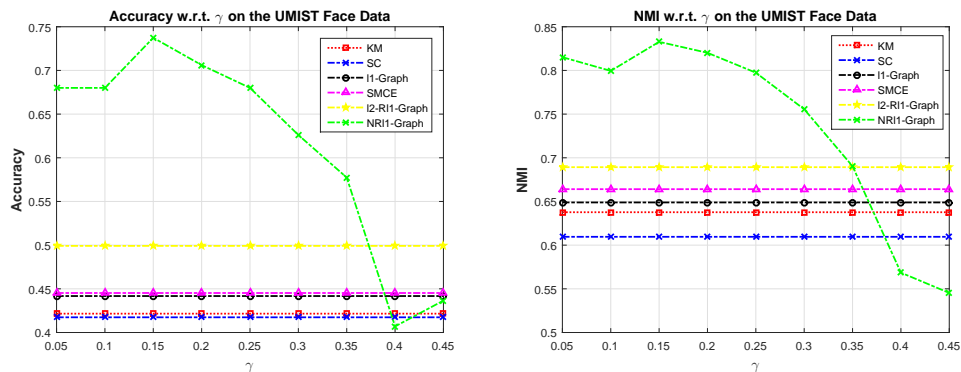 Accuracy w.r.t. γ on the UMIST Face Data
0.75
0.7
0.65
0.6
0.55
0.5
0.45
0.4
Accuracy
0.05
0.1
0.15
0.2
0.25
0.3
0.35
0.4
0.45
γ
KM
SC
l1-Graph
SMCE
l2-Rl1-Graph
NRl1-Graph
NMI w.r.t. γ on the UMIST Face Data
0.85
0.8
0.75
0.7
0.65
0.6
0.55
0.5
NMI
0.05
0.1
0.15
0.2
0.25
0.3
0.35
0.4
0.45
γ
KM
SC
l1-Graph
SMCE
l2-Rl1-Graph
NRl1-Graph